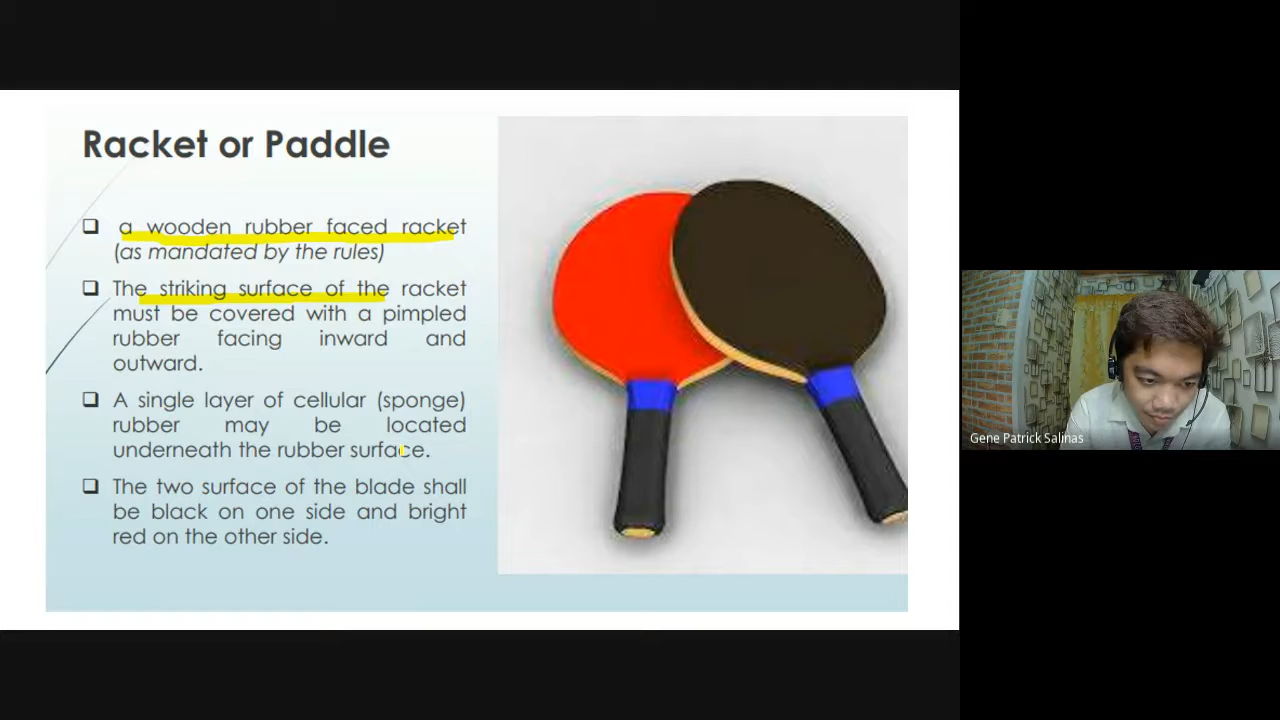 Racket or Paddle
a wooden rubber faced racket
(as mandated by the rules)
The striking surface of the racket
must be covered with a pimpled
rubber facing inward and
outward.
A single layer of cellular (sponge)
rubber may be located
underneath the rubber surface.
The two surface of the blade shall
be black on one side and bright
red on the other side.
Gene Patrick Salinas